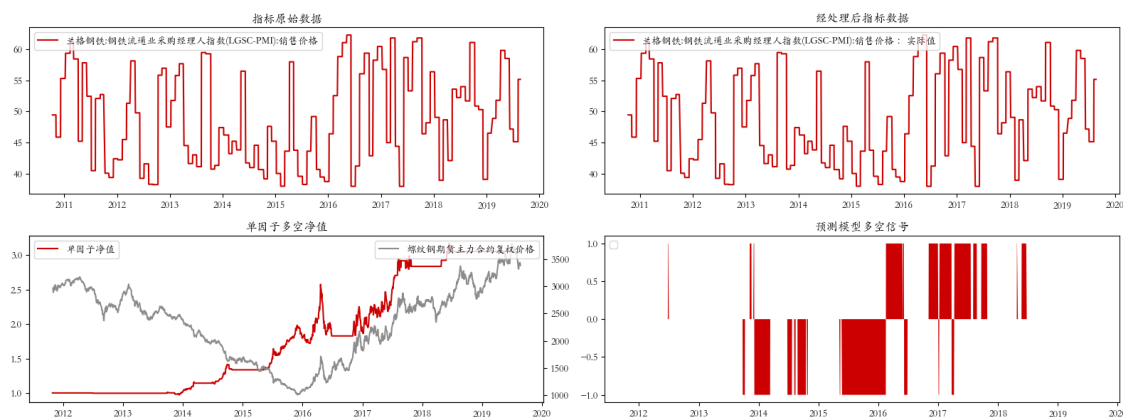 指标原始数据
兰格钢铁:钢铁流通业采购经理人指数(LGSC-PMI):销售价格
60
55
50
45
40
2011 2012 2013 2014 2015 2016 2017 2018 2019 2020
经处理后指标数据
兰格钢铁:钢铁流通业采购经理人指数(LGSC-PMI):销售价格: 实际值
60
55
50
45
40
2011 2012 2013 2014 2015 2016 2017 2018 2019 2020
单因子多空净值
单因子净值
螺纹钢期货主力合约复权价格
3.0
2.5
2.0
1.5
1.0
3500
3000
2500
2000
1500
1000
2012 2013 2014 2015 2016 2017 2018 2019 2020
预测模型多空信号
1.0
0.5
0.0
−0.5
−1.0
2012 2013 2014 2015 2016 2017 2018 2019 2020